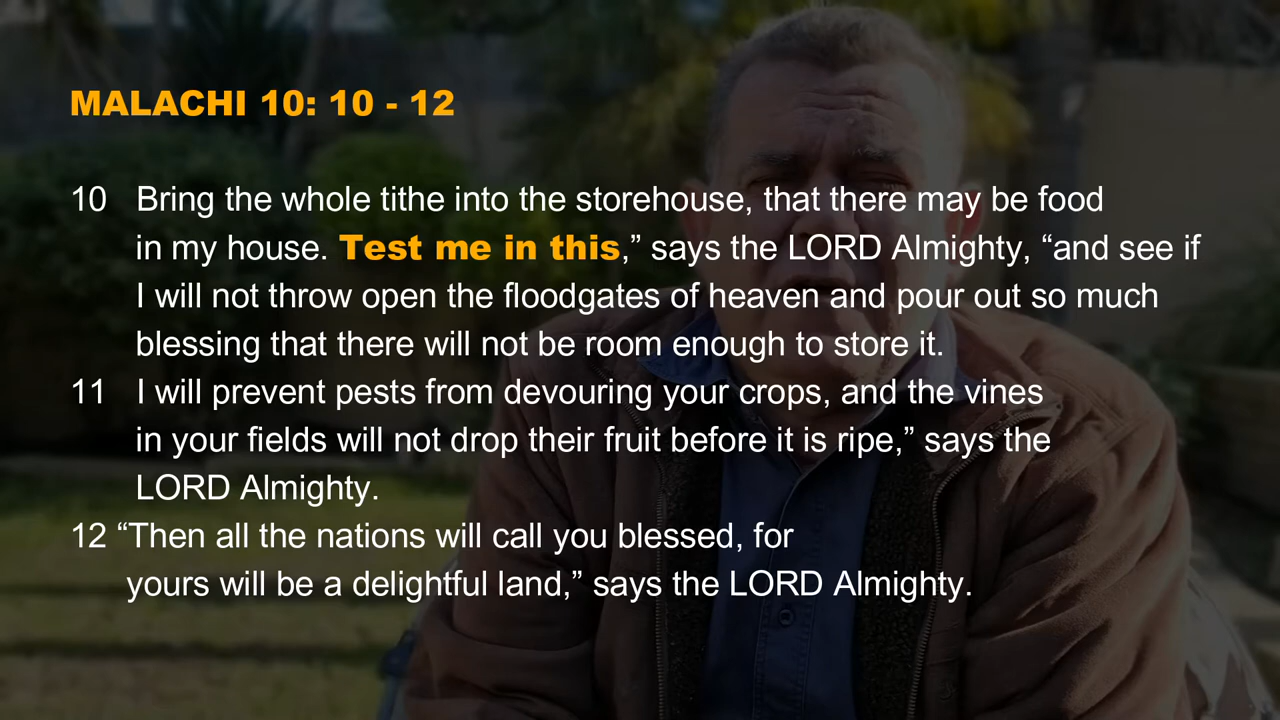 MALACHI 10: 10 - 12
10 Bring the whole tithe into the storehouse, that there may be food
in my house. Test me in this,” says the LORD Almighty, “and see if
I will not throw open the floodgates of heaven and pour out so much
blessing that there will not be room enough to store it.
11 I will prevent pests from devouring your crops, and the vines
in your fields will not drop their fruit before it is ripe,” says the
LORD Almighty.
12 “Then all the nations will call you blessed, for
yours will be a delightful land,” says the LORD Almighty.